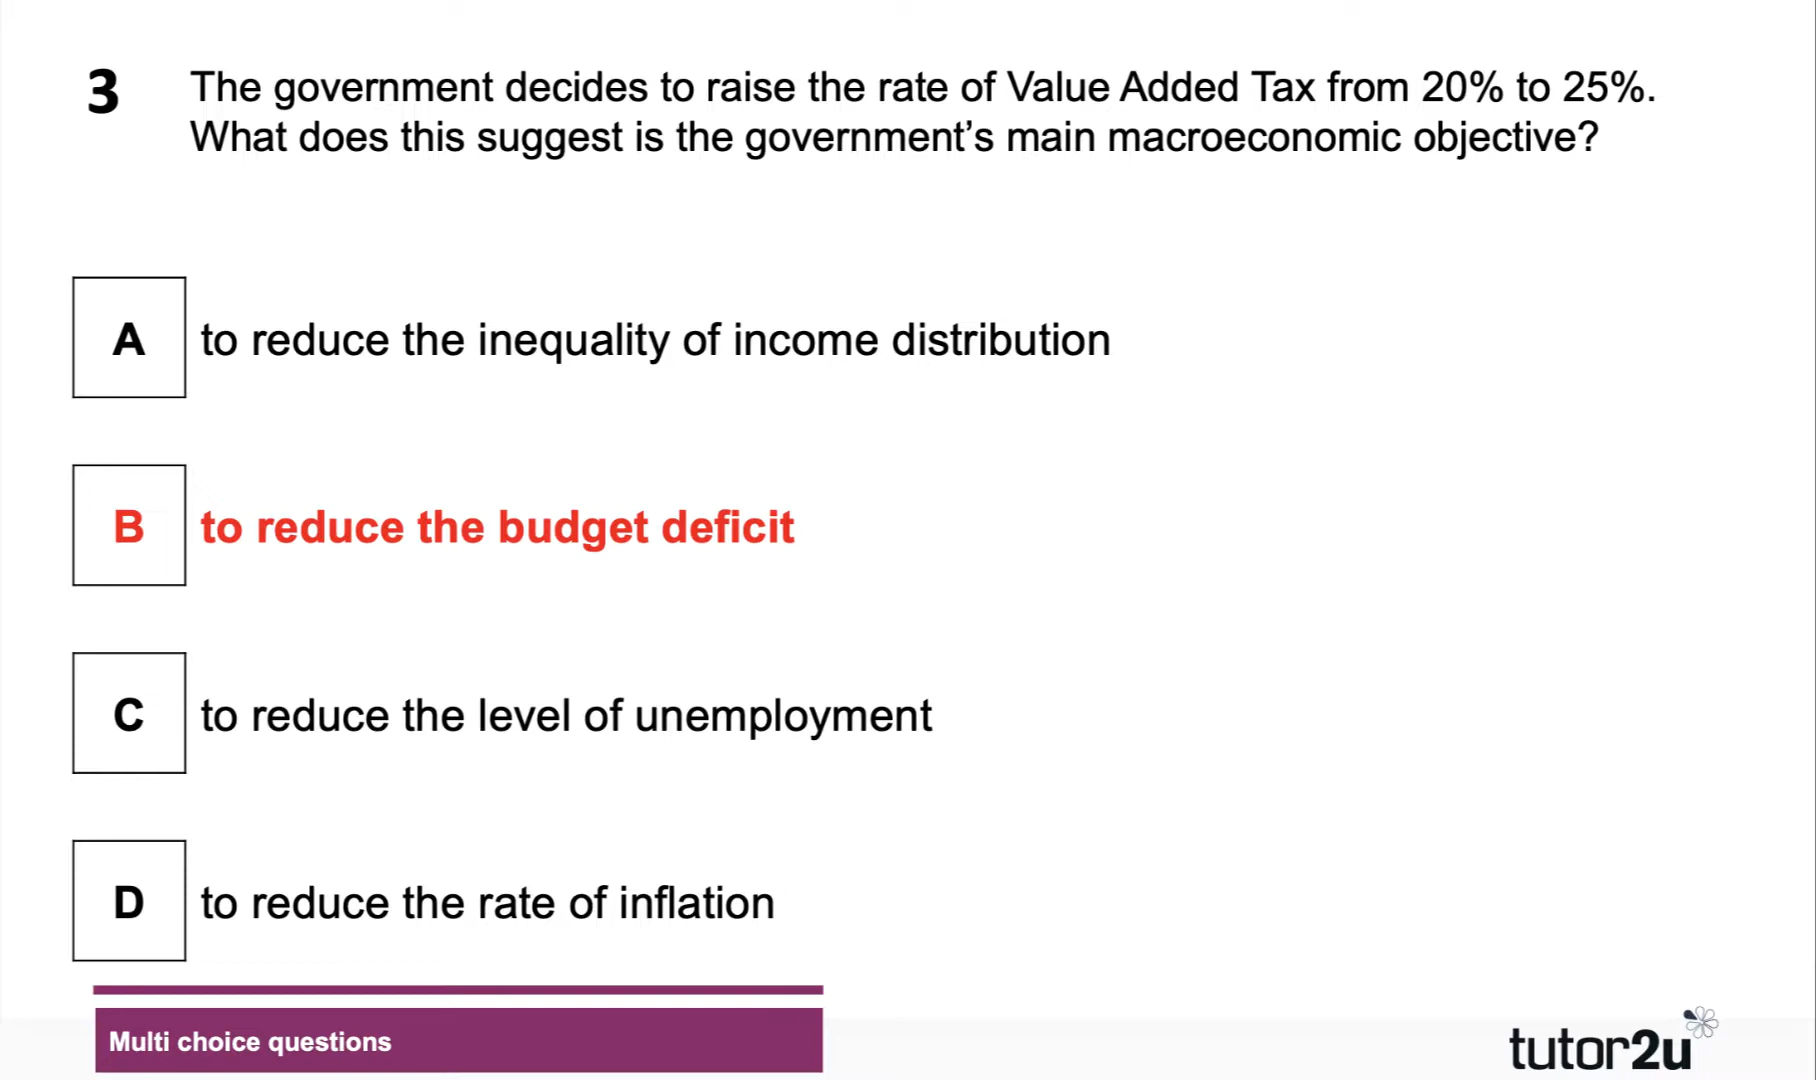 3
The government decides to raise the rate of Value Added Tax from 20% to 25%.
What does this suggest is the government’s main macroeconomic objective?
A to reduce the inequality of income distribution
B to reduce the budget deficit
C to reduce the level of unemployment
D to reduce the rate of inflation
Multi choice questions
tutor2u